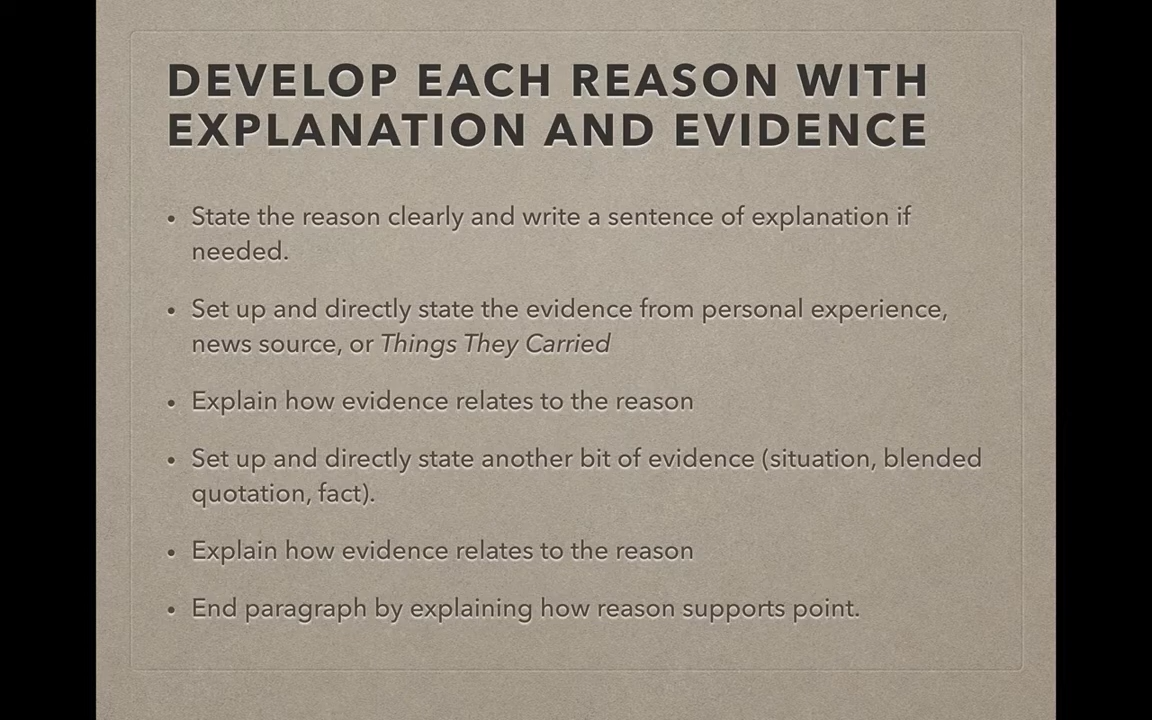 DEVELOP EACH REASON WITH
EXPLANATION AND EVIDENCE
• State the reason clearly and write a sentence of explanation if
needed.
• Set up and directly state the evidence from personal experience,
news source, or Things They Carried
• Explain how evidence relates to the reason
• Set up and directly state another bit of evidence (situation, blended
quotation, fact).
• Explain how evidence relates to the reason
• End paragraph by explaining how reason supports point.